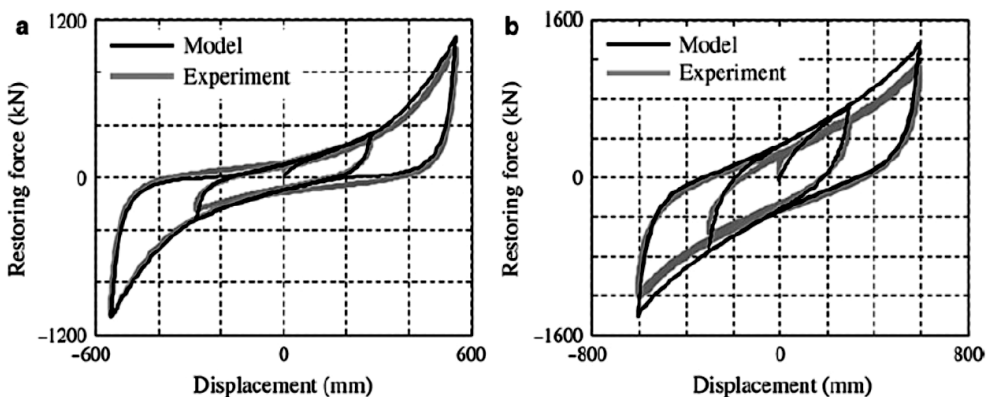 a
1200
Model
Experiment
Restoring force (kN)
0
-1200
-600
0
600
Displacement (mm)
b
1600
Model
Experiment
Restoring force (kN)
0
-1600
-800
0
800
Displacement (mm)